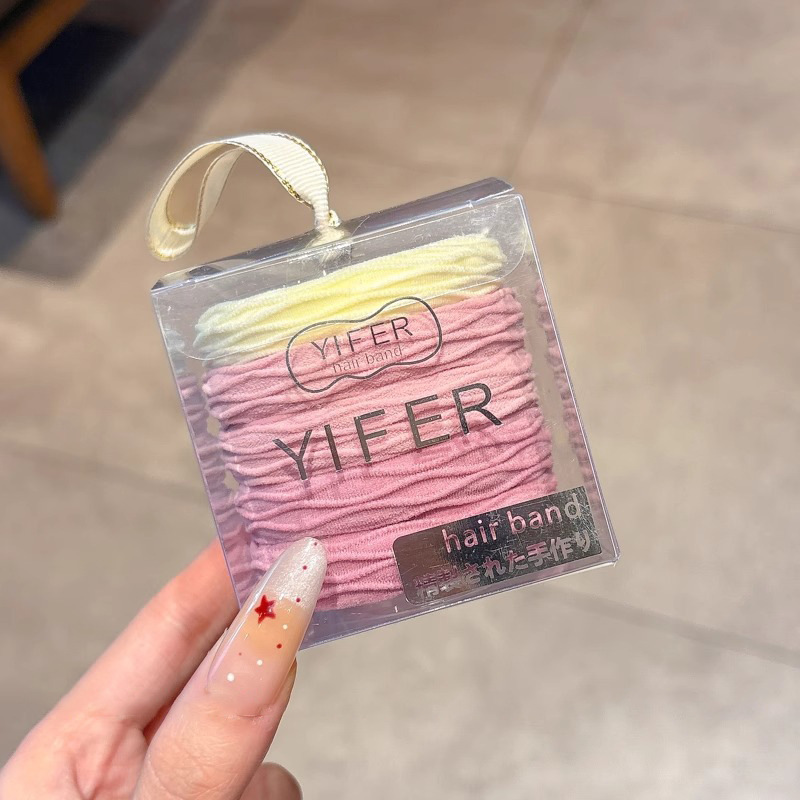 YIFER
hair band
YIFER
hair band
された手作り